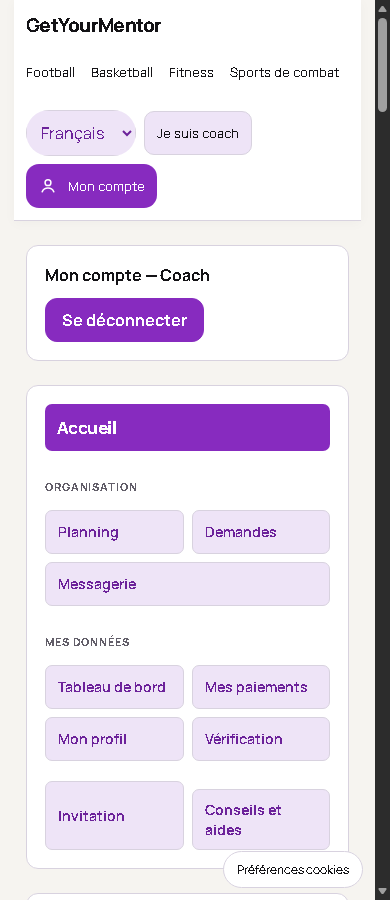 GetYourMentor
Football Basketball Fitness Sports de combat
Français Je suis coach
Mon compte
Mon compte — Coach
Se déconnecter
Accueil
ORGANISATION
Planning Demandes
Messagerie
MES DONNÉES
Tableau de bord Mes paiements
Mon profil Vérification
Invitation Conseils et
aides
Préférences cookies